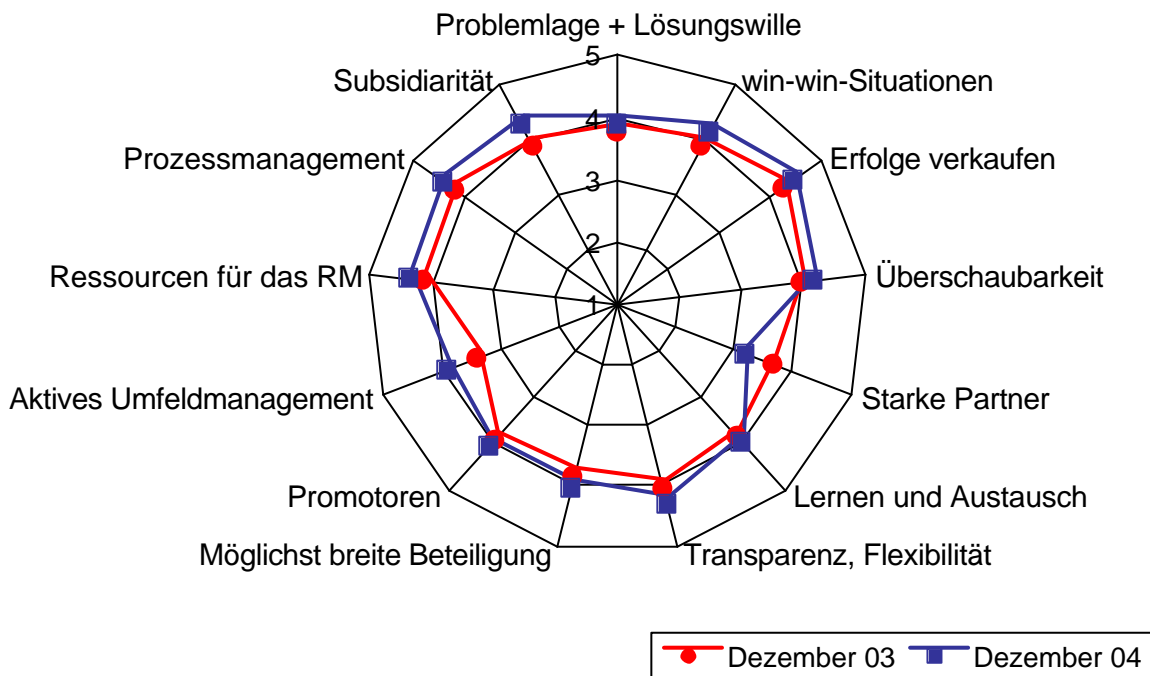 Problemlage + Lösungswille
5
Subsidiarität
win-win-Situationen
4
Prozessmanagement
Erfolge verkaufen
3
2
Ressourcen für das RM
Überschaubarkeit
1
Aktives Umfeldmanagement
Starke Partner
Promotoren
Lernen und Austausch
Möglichst breite Beteiligung
Transparenz, Flexibilität
Dezember 03
Dezember 04